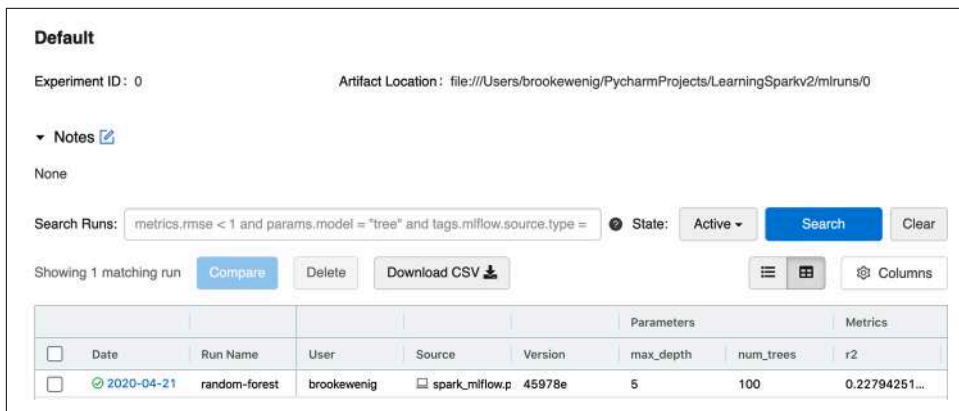 Default
Experiment ID: 0 Artifact Location: file:///Users/brookewenig/PycharmProjects/LearningSparkv2/mlruns/0
Notes
None
Search Runs: metrics.rmse < 1 and params.model = "tree" and tags.mlflow.source.type = State: Active Search Clear
Showing 1 matching run Compare Delete Download CSV Columns
Parameters Metrics
Date Run Name User Source Version max_depth num_trees r2
2020-04-21 random-forest brookewenig spark_mlflow.p 45978e 5 100 0.22794251...